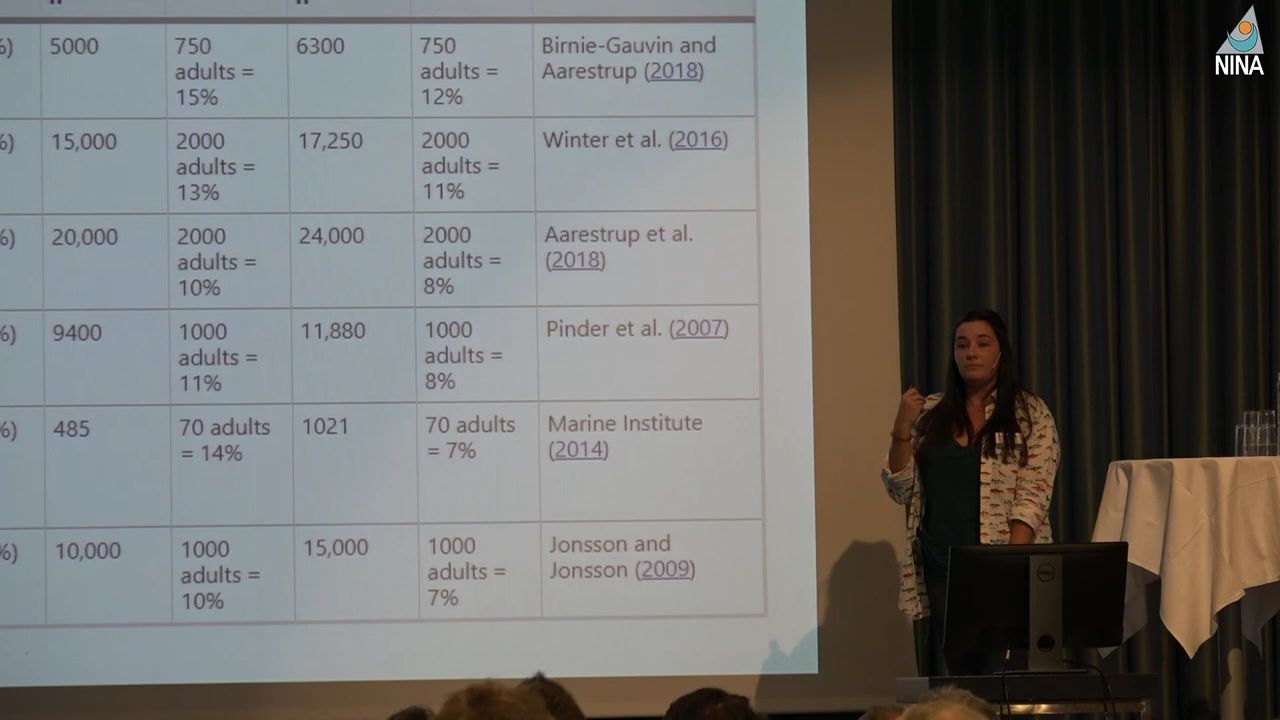 %) 5000 750 6300 750 Birnie-Gauvin and
adults = adults = Aarestrup (2018)
15% 12%
%) 15,000 2000 17,250 2000 Winter et al. (2016)
adults = adults =
13% 11%
%) 20,000 2000 24,000 2000 Aarestrup et al.
adults = adults = (2018)
10% 8%
%) 9400 1000 11,880 1000 Pinder et al. (2007)
adults = adults =
11% 8%
%) 485 70 adults 1021 70 adults Marine Institute
= 14% = 7% (2014)
%) 10,000 1000 15,000 1000 Jonsson and
adults = adults = Jonsson (2009)
10% 7%
NINA
DELL